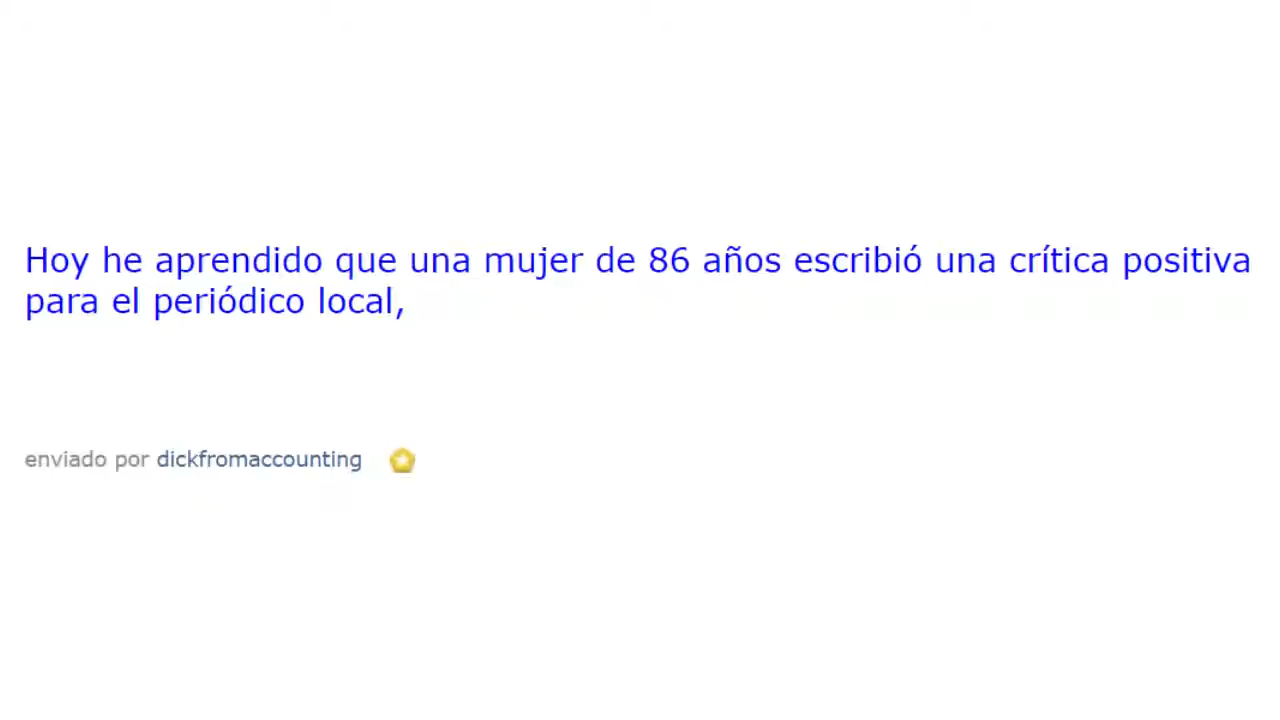 Hoy he aprendido que una mujer de 86 años escribió una crítica positiva
para el periódico local,
enviado por dickfromaccounting